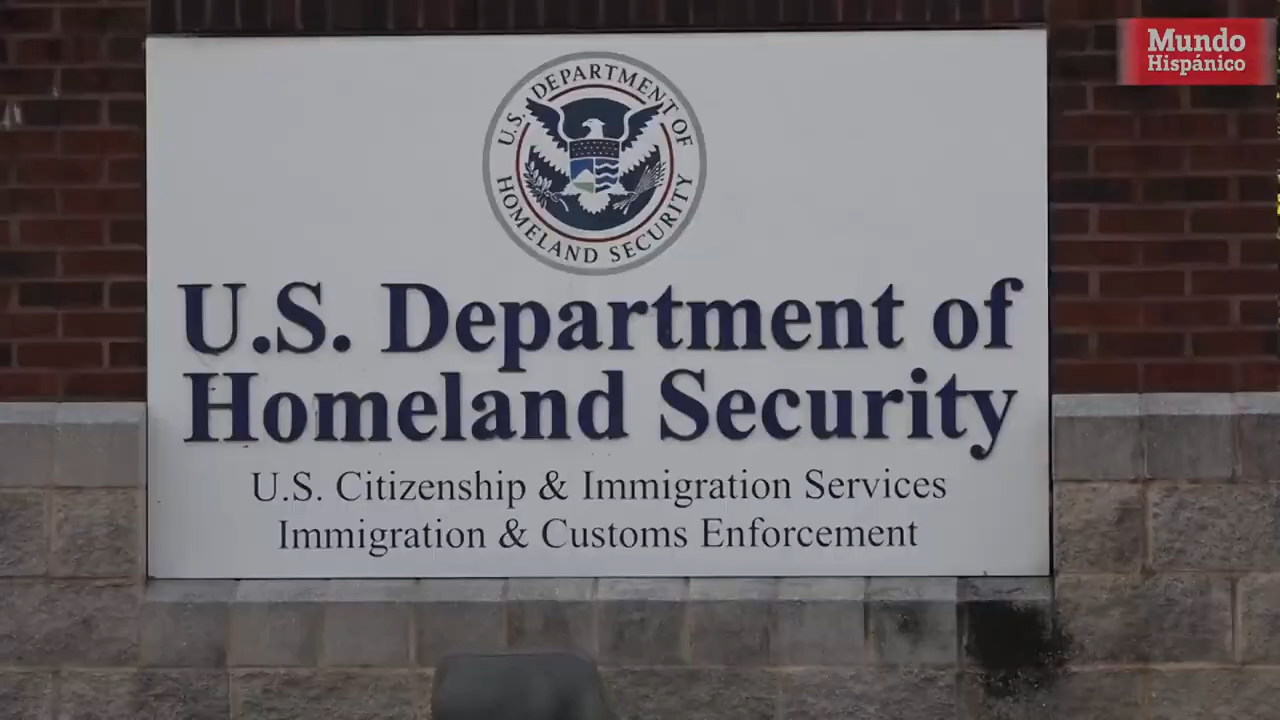 Mundo
Hispánico
U.S. DEPARTMENT OF
HOMELAND SECURITY
U.S. Department of
Homeland Security
U.S. Citizenship & Immigration Services
Immigration & Customs Enforcement